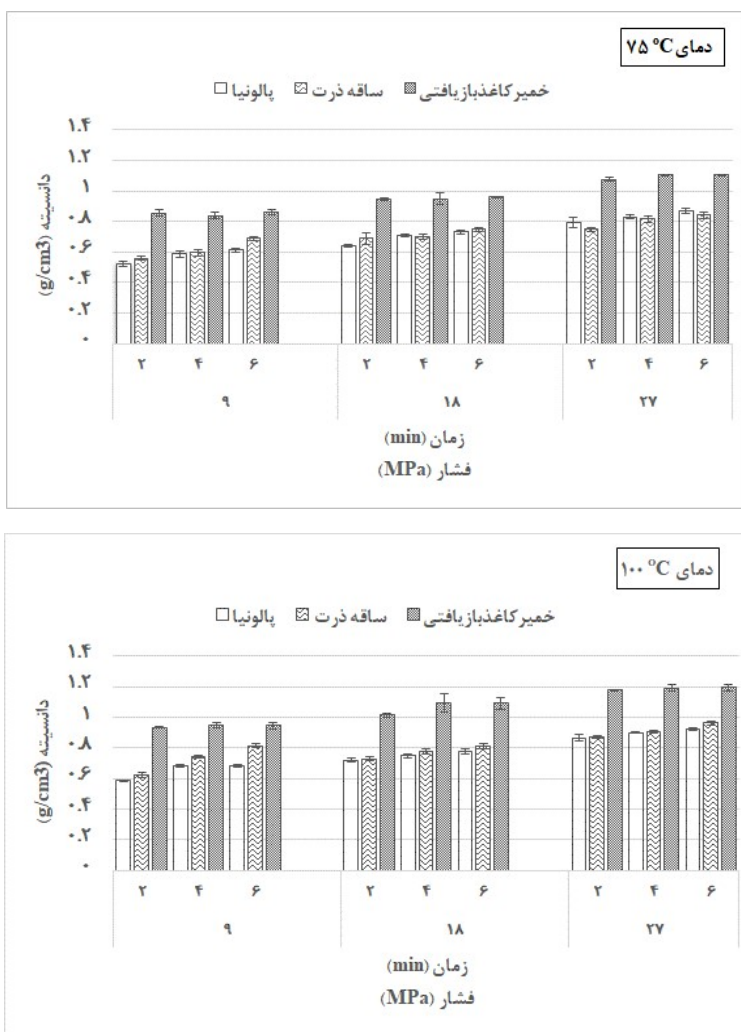 دمای ۷۵ ºC
پالونیا ساقه ذرت خمیرکاغذبازیافتی
دانسیته (g/cm3)
۱.۴
۱.۲
۱
۰.۸
۰.۶
۰.۴
۰.۲
۰
۲ ۴ ۶ ۲ ۴ ۶ ۲ ۴ ۶
۹ ۱۸ ۲۷
زمان (min)
فشار (MPa)
دمای ۱۰۰ ºC
پالونیا ساقه ذرت خمیرکاغذبازیافتی
دانسیته (g/cm3)
۱.۴
۱.۲
۱
۰.۸
۰.۶
۰.۴
۰.۲
۰
۲ ۴ ۶ ۲ ۴ ۶ ۲ ۴ ۶
۹ ۱۸ ۲۷
زمان (min)
فشار (MPa)